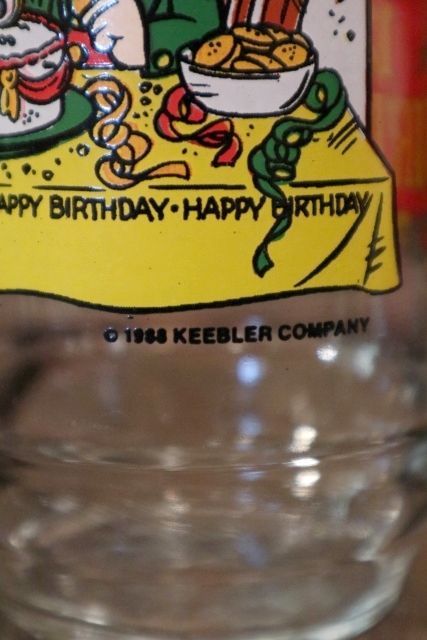 APPY BIRTHDAY·HAPPY BIRTHDAY
© 1988 KEEBLER COMPANY